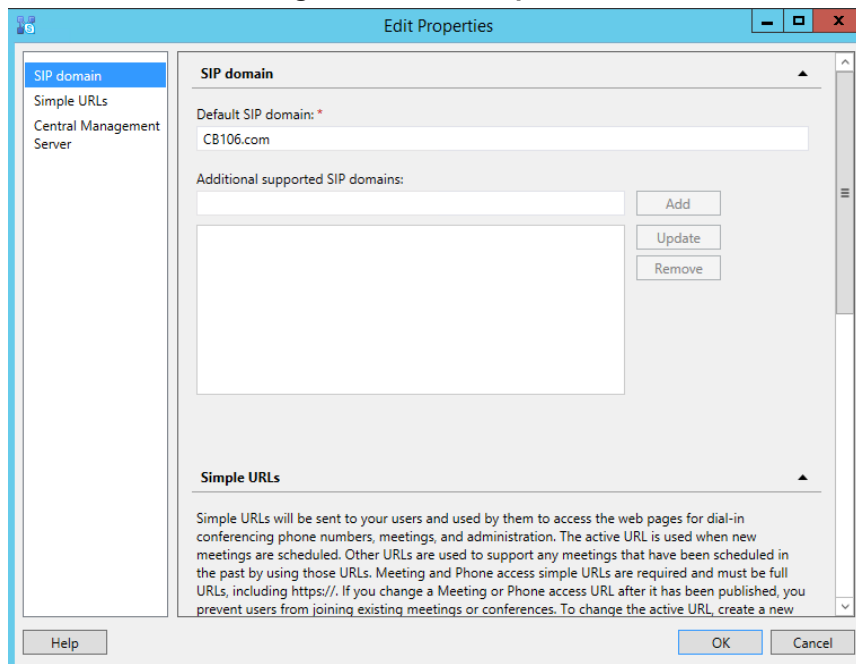 Edit Properties
SIP domain
Simple URLs
Central Management
Server
SIP domain
Default SIP domain: *
CB106.com
Additional supported SIP domains:
Add
Update
Remove
Simple URLs
Simple URLs will be sent to your users and used by them to access the web pages for dial-in
conferencing phone numbers, meetings, and administration. The active URL is used when new
meetings are scheduled. Other URLs are used to support any meetings that have been scheduled in
the past by using those URLs. Meeting and Phone access simple URLs are required and must be full
URLs, including https://. If you change a Meeting or Phone access URL after it has been published, you
prevent users from joining existing meetings or conferences. To change the active URL, create a new
Help
OK
Cancel